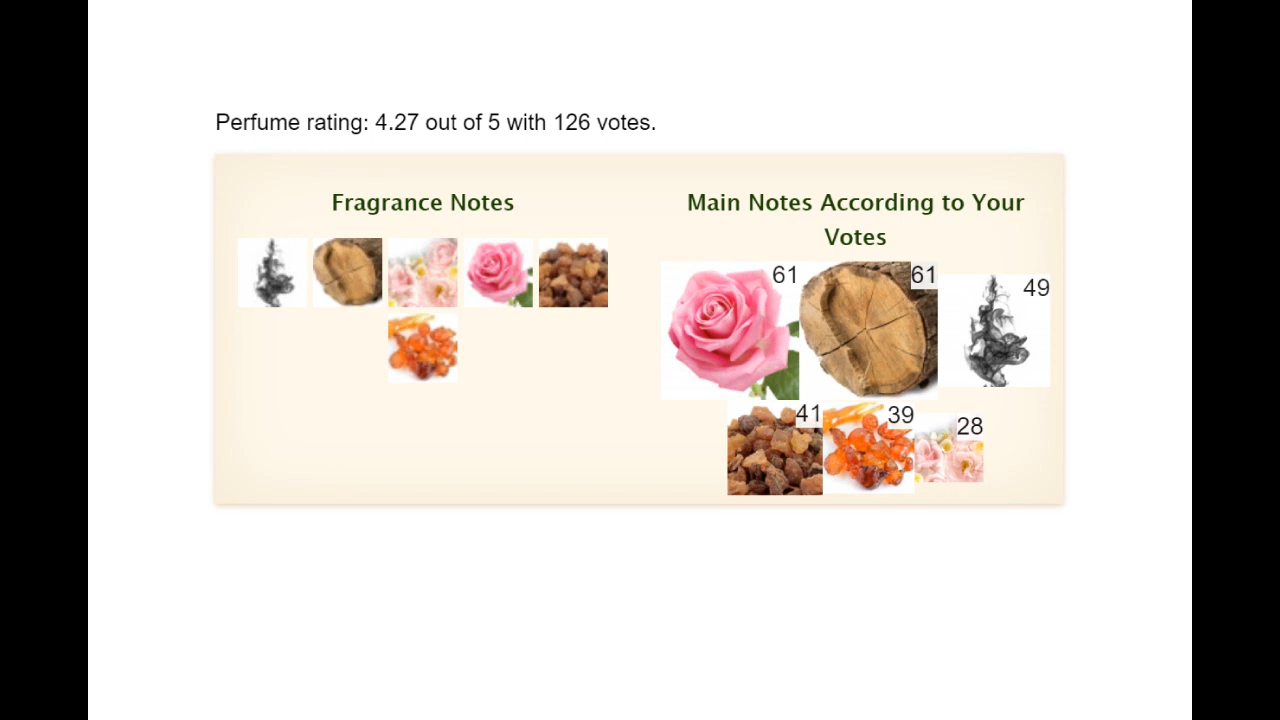 Perfume rating: 4.27 out of 5 with 126 votes.
Fragrance Notes
Main Notes According to Your
Votes
61
61
49
41
39
28